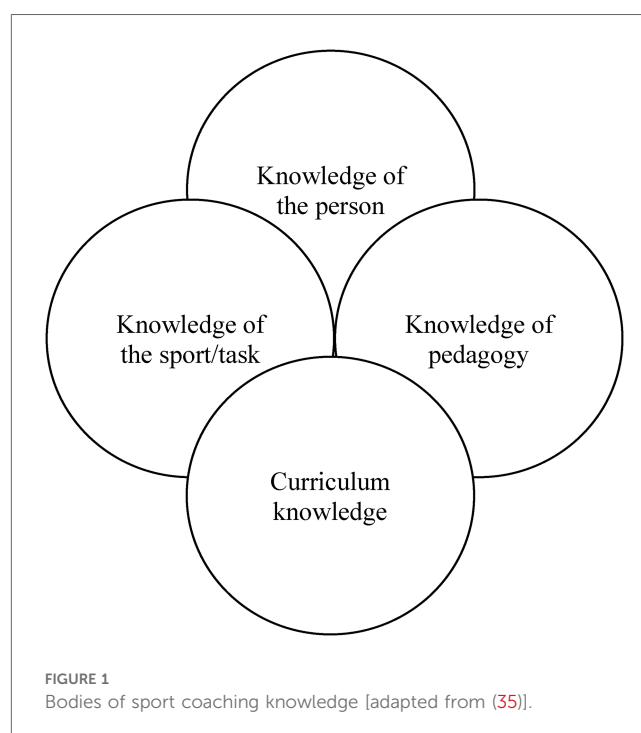 Knowledge of
the person
Knowledge of
the sport/task
Knowledge of
pedagogy
Curriculum
knowledge
FIGURE 1
Bodies of sport coaching knowledge [adapted from (35)].